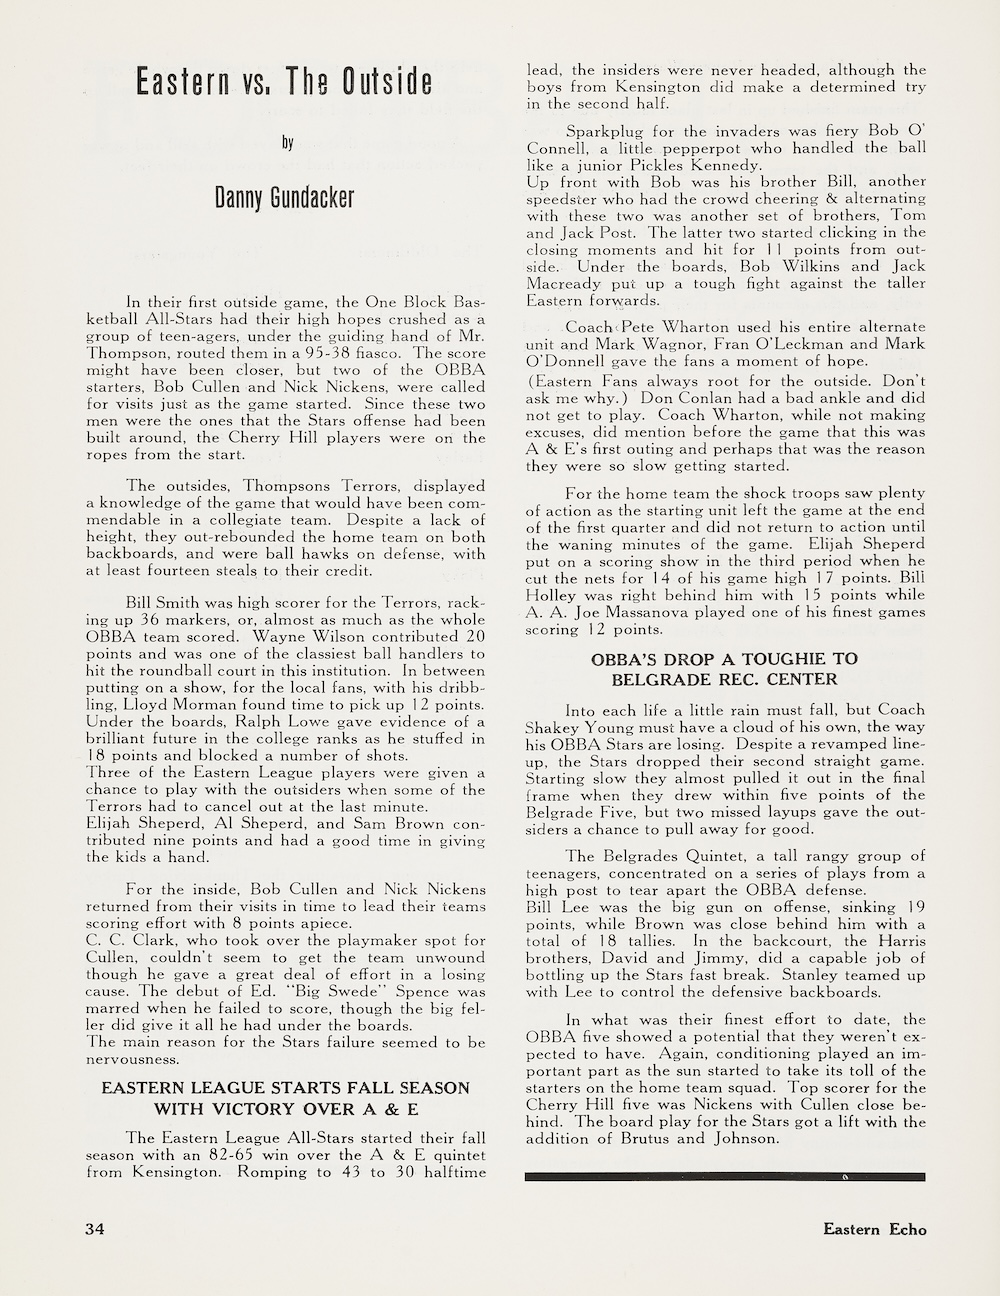 Eastern vs. The Outside
by
Danny Gundacker
In their first outside game, the One Block Bas-
ketball All-Stars had their high hopes crushed as a
group of teen-agers, under the guiding hand of Mr.
Thompson, routed them in a 95-38 fiasco. The score
might have been closer, but two of the OBBA
starters, Bob Cullen and Nick Nickens, were called
for visits just as the game started. Since these two
men were the ones that the Stars offense had been
built around, the Cherry Hill players were on the
ropes from the start.
The outsides, Thompsons Terrors, displayed
a knowledge of the game that would have been com-
mendable in a collegiate team. Despite a lack of
height, they out-rebounded the home team on both
backboards, and were ball hawks on defense, with
at least fourteen steals to their credit.
Bill Smith was high scorer for the Terrors, rack-
ing up 36 markers, or, almost as much as the whole
OBBA team scored. Wayne Wilson contributed 20
points and was one of the classiest ball handlers to
hit the roundball court in this institution. In between
putting on a show, for the local fans, with his dribb-
ling, Lloyd Morman found time to pick up 12 points.
Under the boards, Ralph Lowe gave evidence of a
brilliant future in the college ranks as he stuffed in
18 points and blocked a number of shots.
Three of the Eastern League players were given a
chance to play with the outsiders when some of the
Terrors had to cancel out at the last minute.
Elijah Sheperd, Al Sheperd, and Sam Brown con-
tributed nine points and had a good time in giving
the kids a hand.
For the inside, Bob Cullen and Nick Nickens
returned from their visits in time to lead their teams
scoring effort with 8 points apiece.
C. C. Clark, who took over the playmaker spot for
Cullen, couldn't seem to get the team unwound
though he gave a great deal of effort in a losing
cause. The debut of Ed. "Big Swede" Spence was
marred when he failed to score, though the big fel-
ler did give it all he had under the boards.
The main reason for the Stars failure seemed to be
nervousness.
EASTERN LEAGUE STARTS FALL SEASON
WITH VICTORY OVER A & E
The Eastern League All-Stars started their fall
season with an 82-65 win over the A & E quintet
from Kensington. Romping to 43 to 30 halftime
lead, the insiders were never headed, although the
boys from Kensington did make a determined try
in the second half.
Sparkplug for the invaders was fiery Bob O'
Connell, a little pepperpot who handled the ball
like a junior Pickles Kennedy.
Up front with Bob was his brother Bill, another
speedster who had the crowd cheering & alternating
with these two was another set of brothers, Tom
and Jack Post. The latter two started clicking in the
closing moments and hit for 11 points from out-
side. Under the boards, Bob Wilkins and Jack
Macready put up a tough fight against the taller
Eastern forwards.
Coach Pete Wharton used his entire alternate
unit and Mark Wagnor, Fran O'Leckman and Mark
O'Donnell gave the fans a moment of hope.
(Eastern Fans always root for the outside. Don't
ask me why.) Don Conlan had a bad ankle and did
not get to play. Coach Wharton, while not making
excuses, did mention before the game that this was
A & E's first outing and perhaps that was the reason
they were so slow getting started.
For the home team the shock troops saw plenty
of action as the starting unit left the game at the end
of the first quarter and did not return to action until
the waning minutes of the game. Elijah Sheperd
put on a scoring show in the third period when he
cut the nets for 14 of his game high 17 points. Bill
Holley was right behind him with 15 points while
A. A. Joe Massanova played one of his finest games
scoring 12 points.
OBBA'S DROP A TOUGHIE TO
BELGRADE REC. CENTER
Into each life a little rain must fall, but Coach
Shakey Young must have a cloud of his own, the way
his OBBA Stars are losing. Despite a revamped line-
up, the Stars dropped their second straight game.
Starting slow they almost pulled it out in the final
frame when they drew within five points of the
Belgrade Five, but two missed layups gave the out-
siders a chance to pull away for good.
The Belgrades Quintet, a tall rangy group of
teenagers, concentrated on a series of plays from a
high post to tear apart the OBBA defense.
Bill Lee was the big gun on offense, sinking 19
points, while Brown was close behind him with a
total of 18 tallies. In the backcourt, the Harris
brothers, David and Jimmy, did a capable job of
bottling up the Stars fast break. Stanley teamed up
with Lee to control the defensive backboards.
In what was their finest effort to date, the
OBBA five showed a potential that they weren't ex-
pected to have. Again, conditioning played an im-
portant part as the sun started to take its toll of the
starters on the home team squad. Top scorer for the
Cherry Hill five was Nickens with Cullen close be-
hind. The board play for the Stars got a lift with the
addition of Brutus and Johnson.
34
Eastern Echo